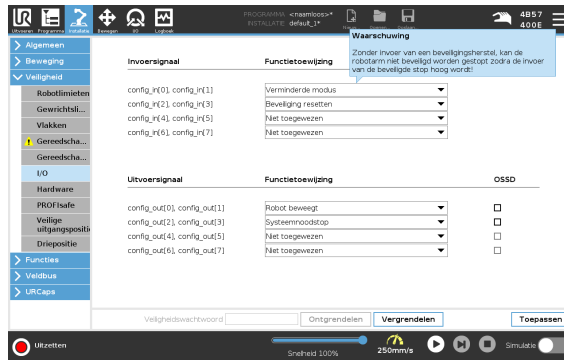 PROGRAMMA <naamloos>*
INSTALLATIE default_1*
4B57
400E
Uitvoeren Programma Installatie Bewegen I/O Logboek
Waarschuwing
Zonder invoer van een beveiligingsherstel, kan de
robotarm niet beveiligd worden gestopt zodra de invoer
van de beveiligde stop hoog wordt!
Algemeen
Beweging
Veiligheid
Robotlimieten
Gewrichtsli...
Vlakken
Gereedscha...
Gereedscha...
I/O
Hardware
PROFIsafe
Veilige
uitgangspositi
Driepositie
Functies
Veldbus
URCaps
Invoersignaal Functietoewijzing
config_in[0], config_in[1] Verminderde modus
config_in[2], config_in[3] Beveiliging resetten
config_in[4], config_in[5] Niet toegewezen
config_in[6], config_in[7] Niet toegewezen
Uitvoersignaal Functietoewijzing OSSD
config_out[0], config_out[1] Robot beweegt
config_out[2], config_out[3] Systeemnoodstop
config_out[4], config_out[5] Niet toegewezen
config_out[6], config_out[7] Niet toegewezen
Veiligheidswachtwoord Ontgrendelen Vergrendelen Toepassen
Uitzetten
Snelheid 100%
250mm/s
Simulatie